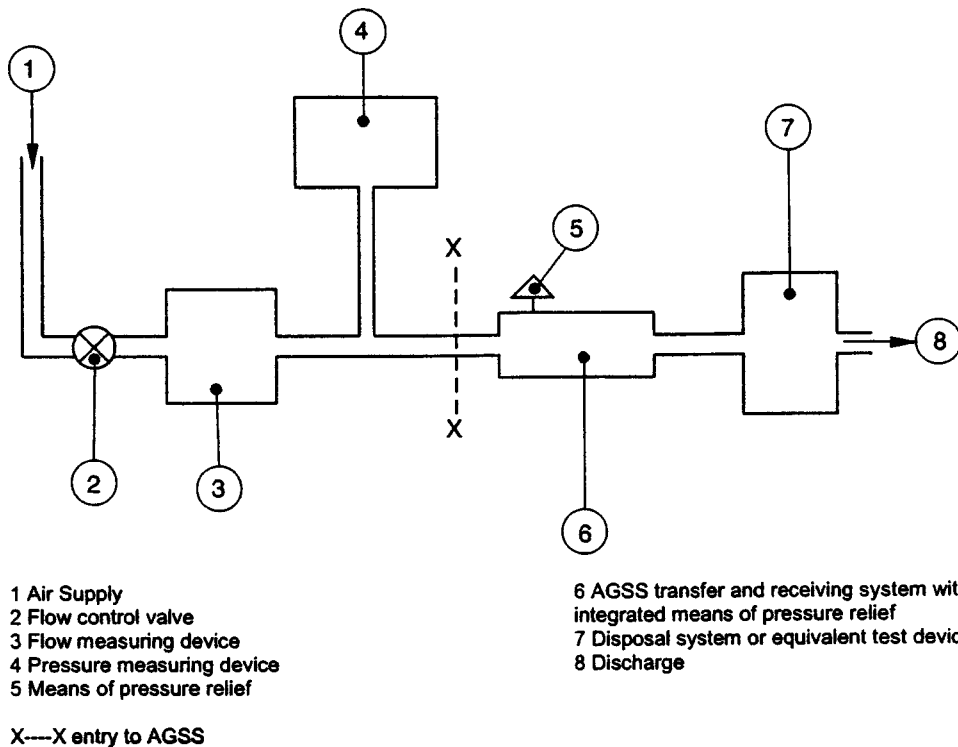 1
4
7
5
X
8
X
2
3
6
1 Air Supply
2 Flow control valve
3 Flow measuring device
4 Pressure measuring device
5 Means of pressure relief
X----X entry to AGSS
6 AGSS transfer and receiving system wit
integrated means of pressure relief
7 Disposal system or equivalent test devic
8 Discharge